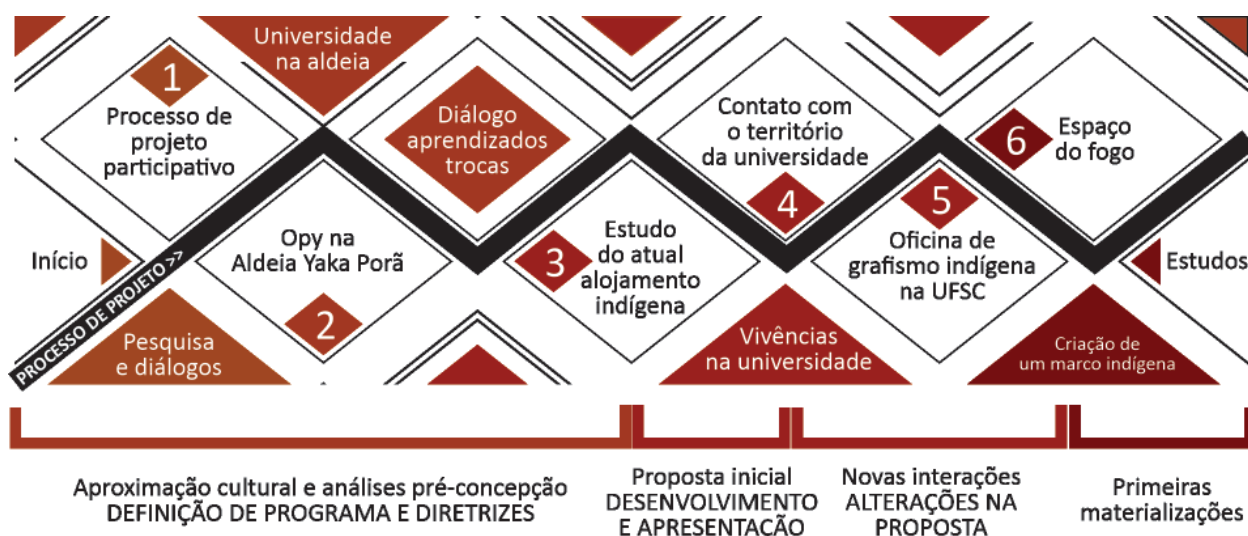 Universidade
na aldeia
1
Processo de
projeto
participativo
Diálogo
aprendizados
trocas
Contato com
o território
da universidade
4
6
Espaço
do fogo
Início
PROCESSO DE PROJETO >>
Opy na
Aldeia Yaka Porã
2
3
Estudo
do atual
alojamento
indígena
5
Oficina de
grafismo indígena
na UFSC
Estudos
Pesquisa
e diálogos
Vivências
na universidade
Criação de
um marco indígena
Aproximação cultural e análises pré-concepção
DEFINIÇÃO DE PROGRAMA E DIRETRIZES
Proposta inicial
DESENVOLVIMENTO
E APRESENTAÇÃO
Novas interações
ALTERAÇÕES NA
PROPOSTA
Primeiras
materializações